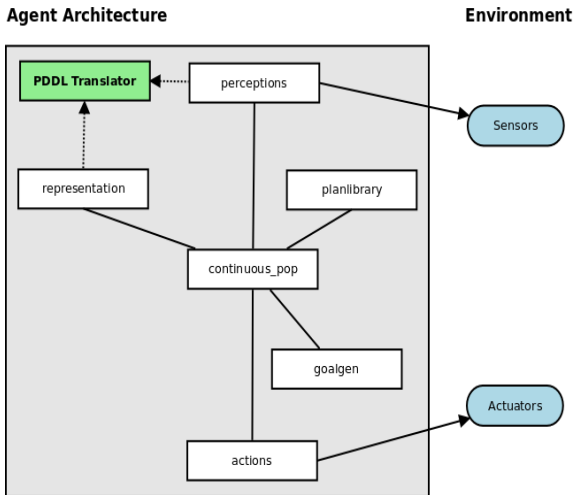 Agent Architecture
Environment
PDDL Translator
perceptions
Sensors
representation
planlibrary
continuous_pop
goalgen
Actuators
actions